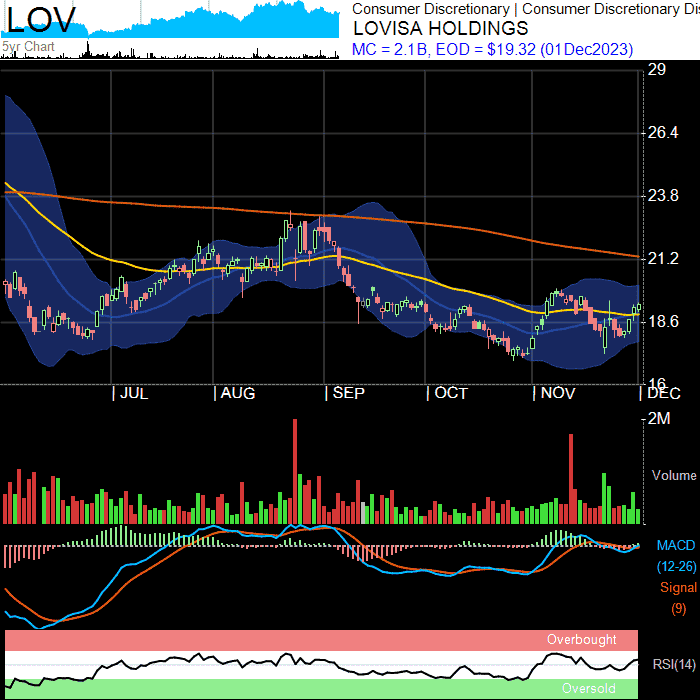 LOV
5yr Chart
Consumer Discretionary | Consumer Discretionary Dis
LOVISA HOLDINGS
MC = 2.1B, EOD = $19.32 (01Dec2023)
29
26.4
23.8
21.2
18.6
16
JUL
AUG
SEP
OCT
NOV
DEC
2M
Volume
MACD
(12-26)
Signal
(9)
Overbought
RSI(14)
Oversold